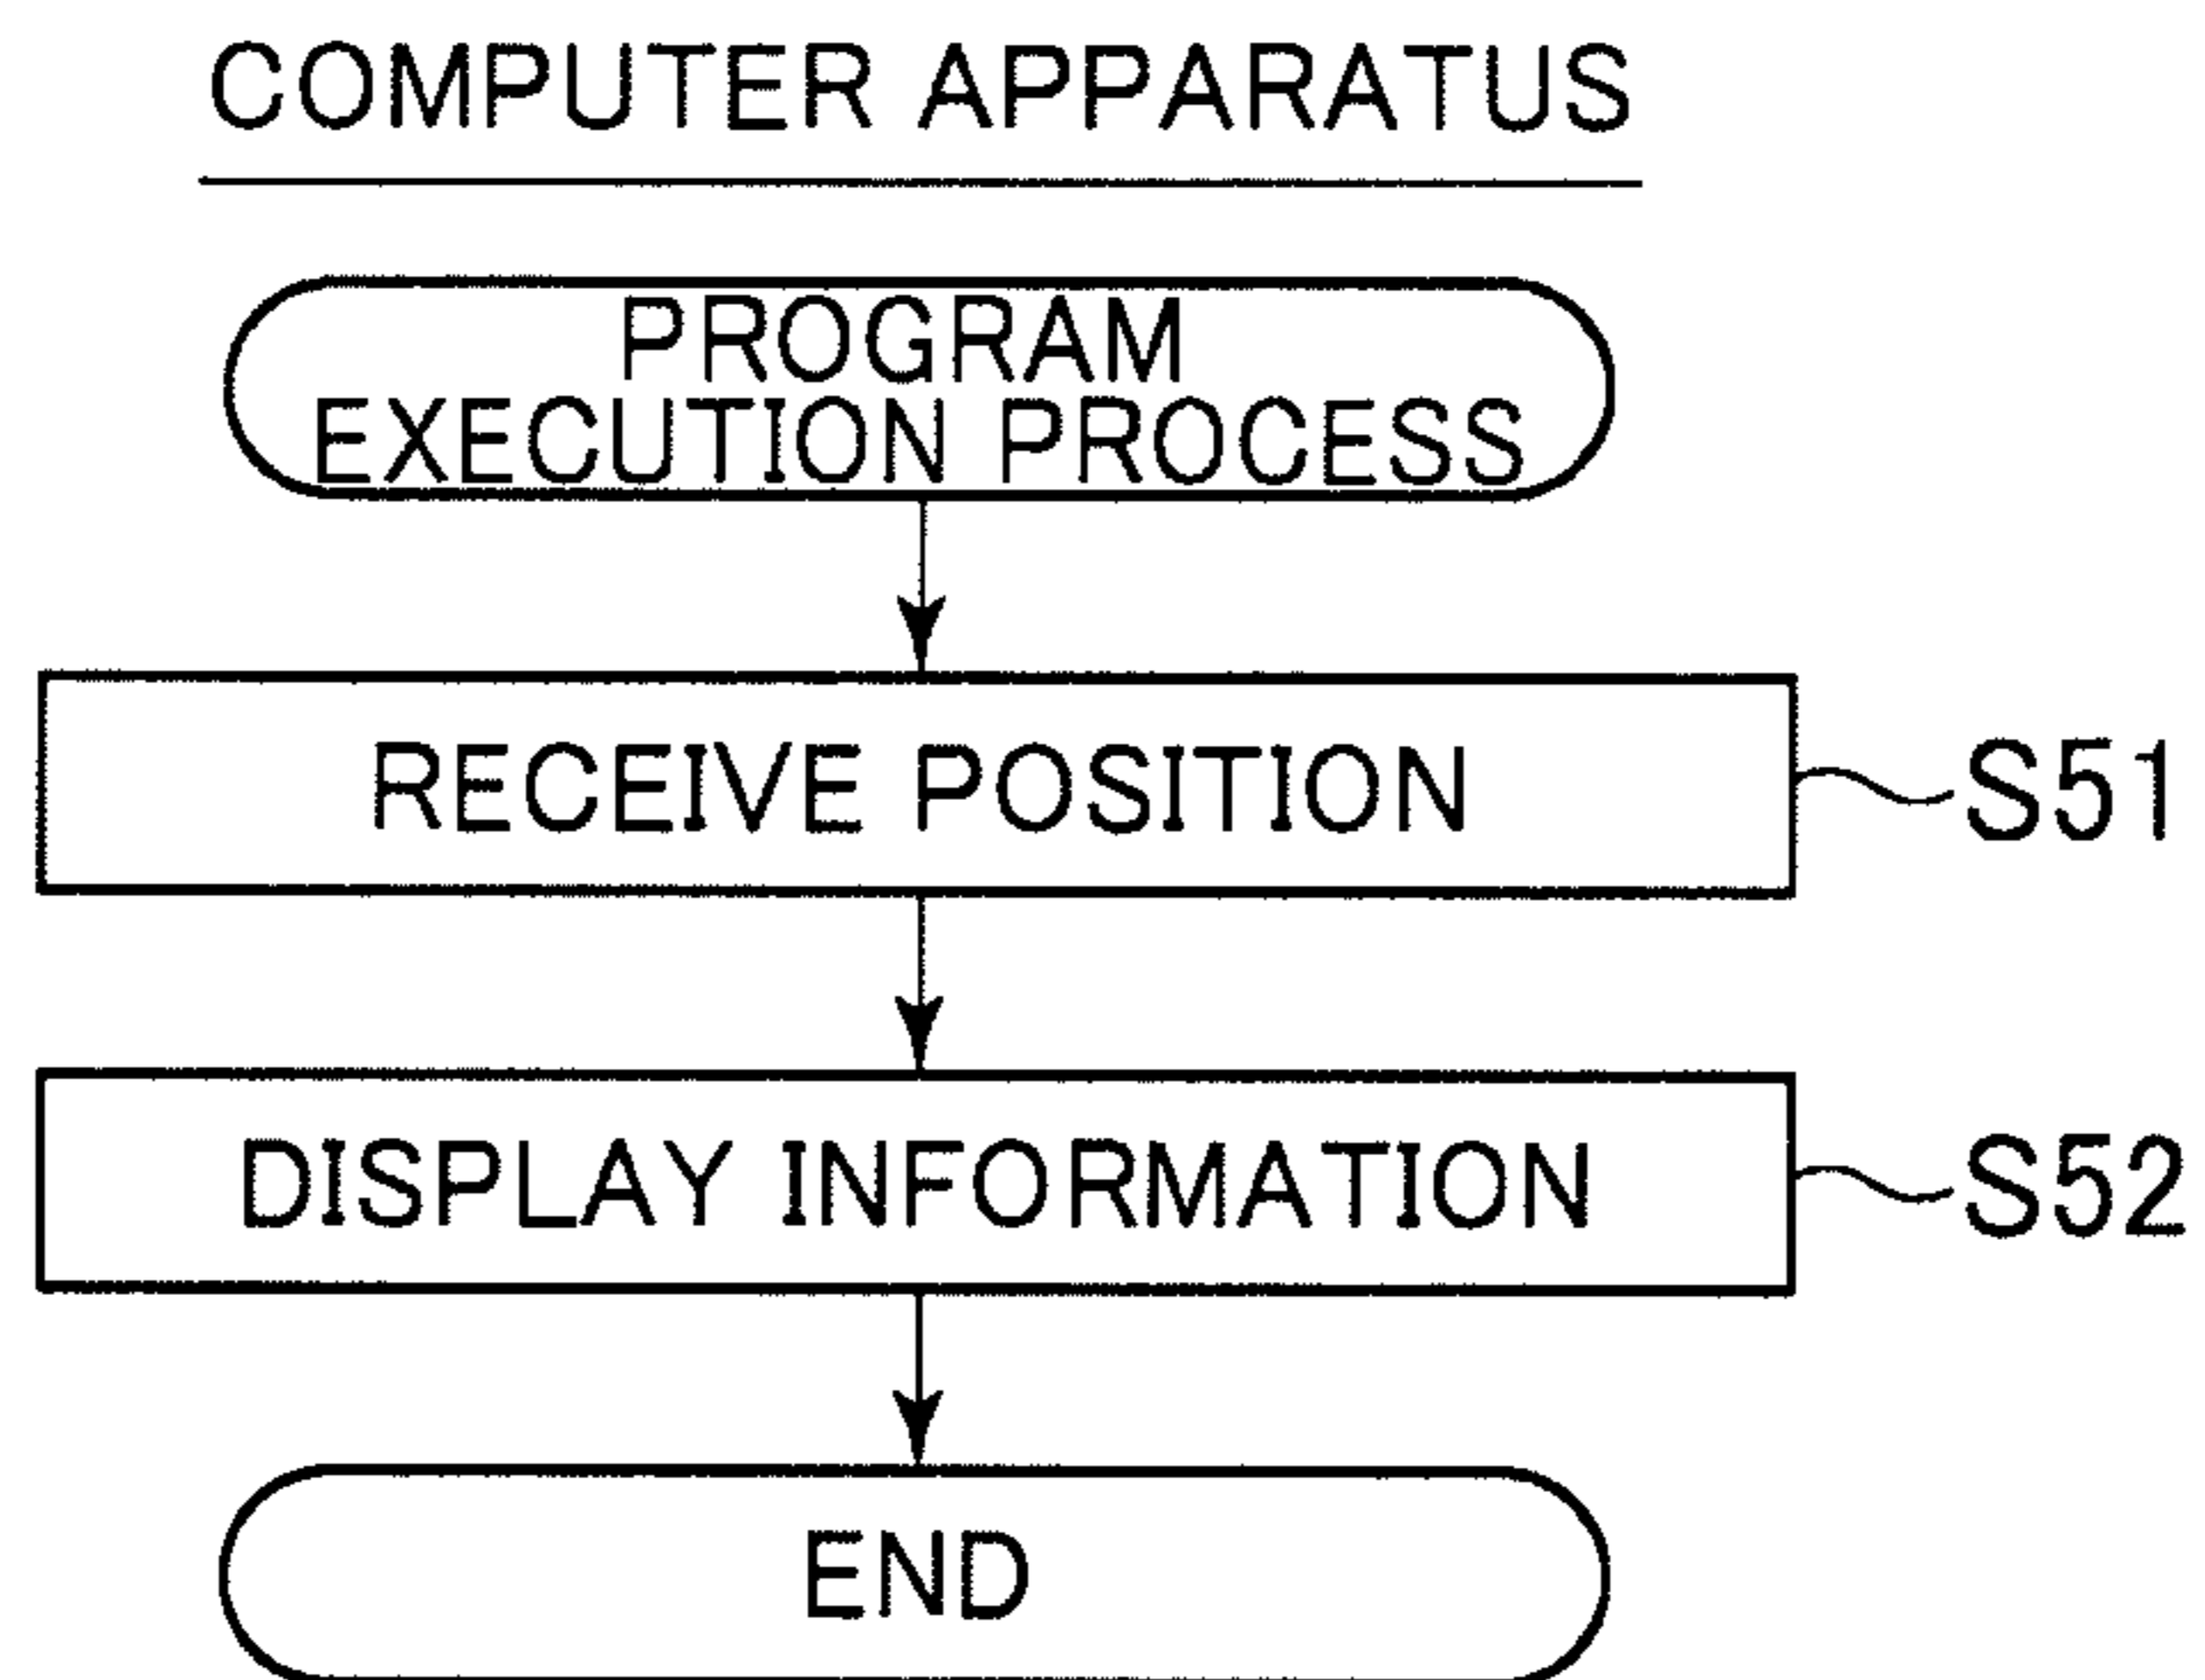 COMPUTER APPARATUS
PROGRAM
EXECUTION PROCESS
RECEIVE POSITION
S51
DISPLAY INFORMATION
S52
END